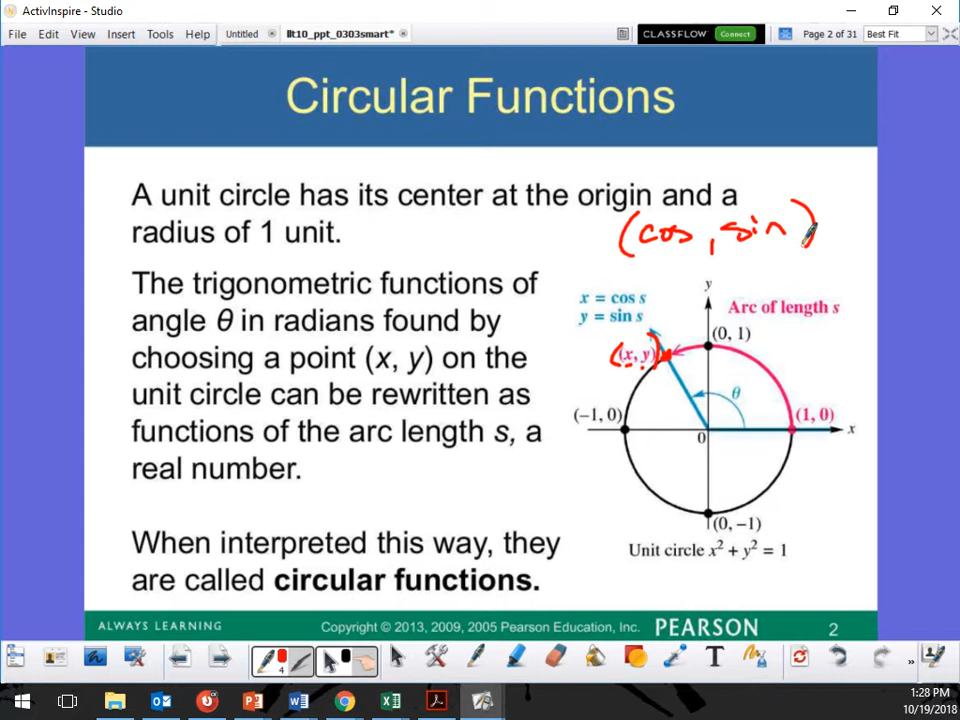 ActivInspire - Studio
File Edit View Insert Tools Help Untitled llt10_ppt_0303smart* CLASSFLOW Connect Page 2 of 31 Best Fit
Circular Functions
A unit circle has its center at the origin and a
radius of 1 unit.
(cos , sin )
The trigonometric functions of
angle θ in radians found by
choosing a point (x, y) on the
unit circle can be rewritten as
functions of the arc length s, a
real number.
When interpreted this way, they
are called circular functions.
y
x = cos s
y = sin s
Arc of length s
(0, 1)
(x, y)
θ
(−1, 0)
(1, 0)
0
x
(0, −1)
Unit circle x² + y² = 1
ALWAYS LEARNING Copyright © 2013, 2009, 2005 Pearson Education, Inc. PEARSON 2
4
T
1:28 PM
10/19/2018